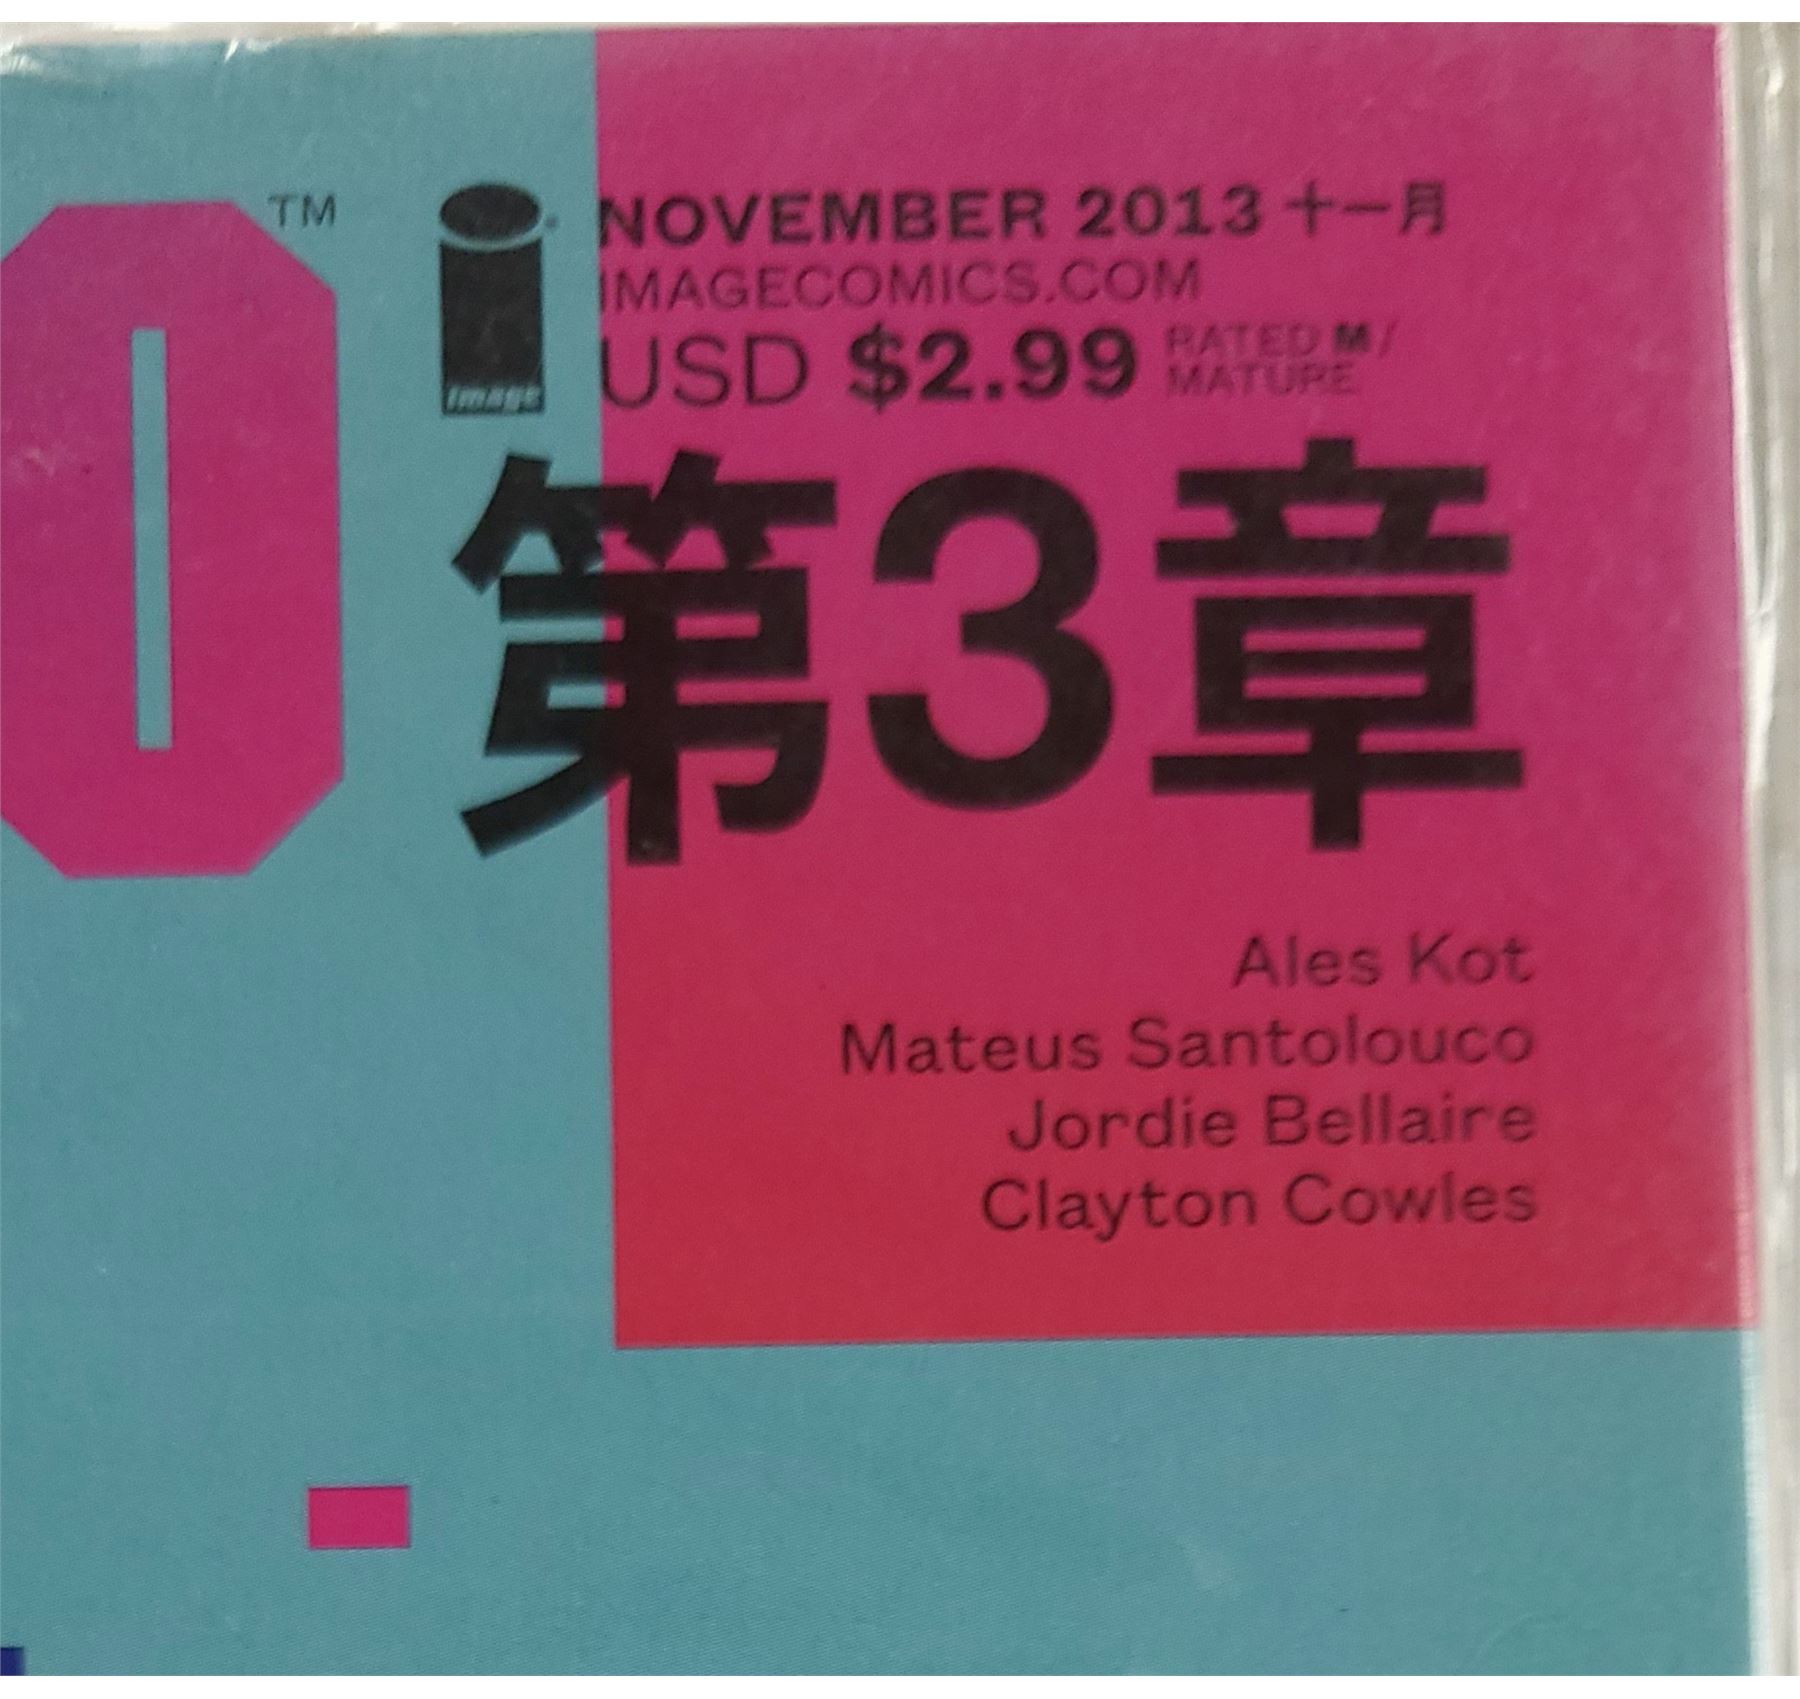 O™
image
NOVEMBER 2013 十一月
IMAGECOMICS.COM
USD $2.99 RATED M/
MATURE
第3章
Ales Kot
Mateus Santolouco
Jordie Bellaire
Clayton Cowles